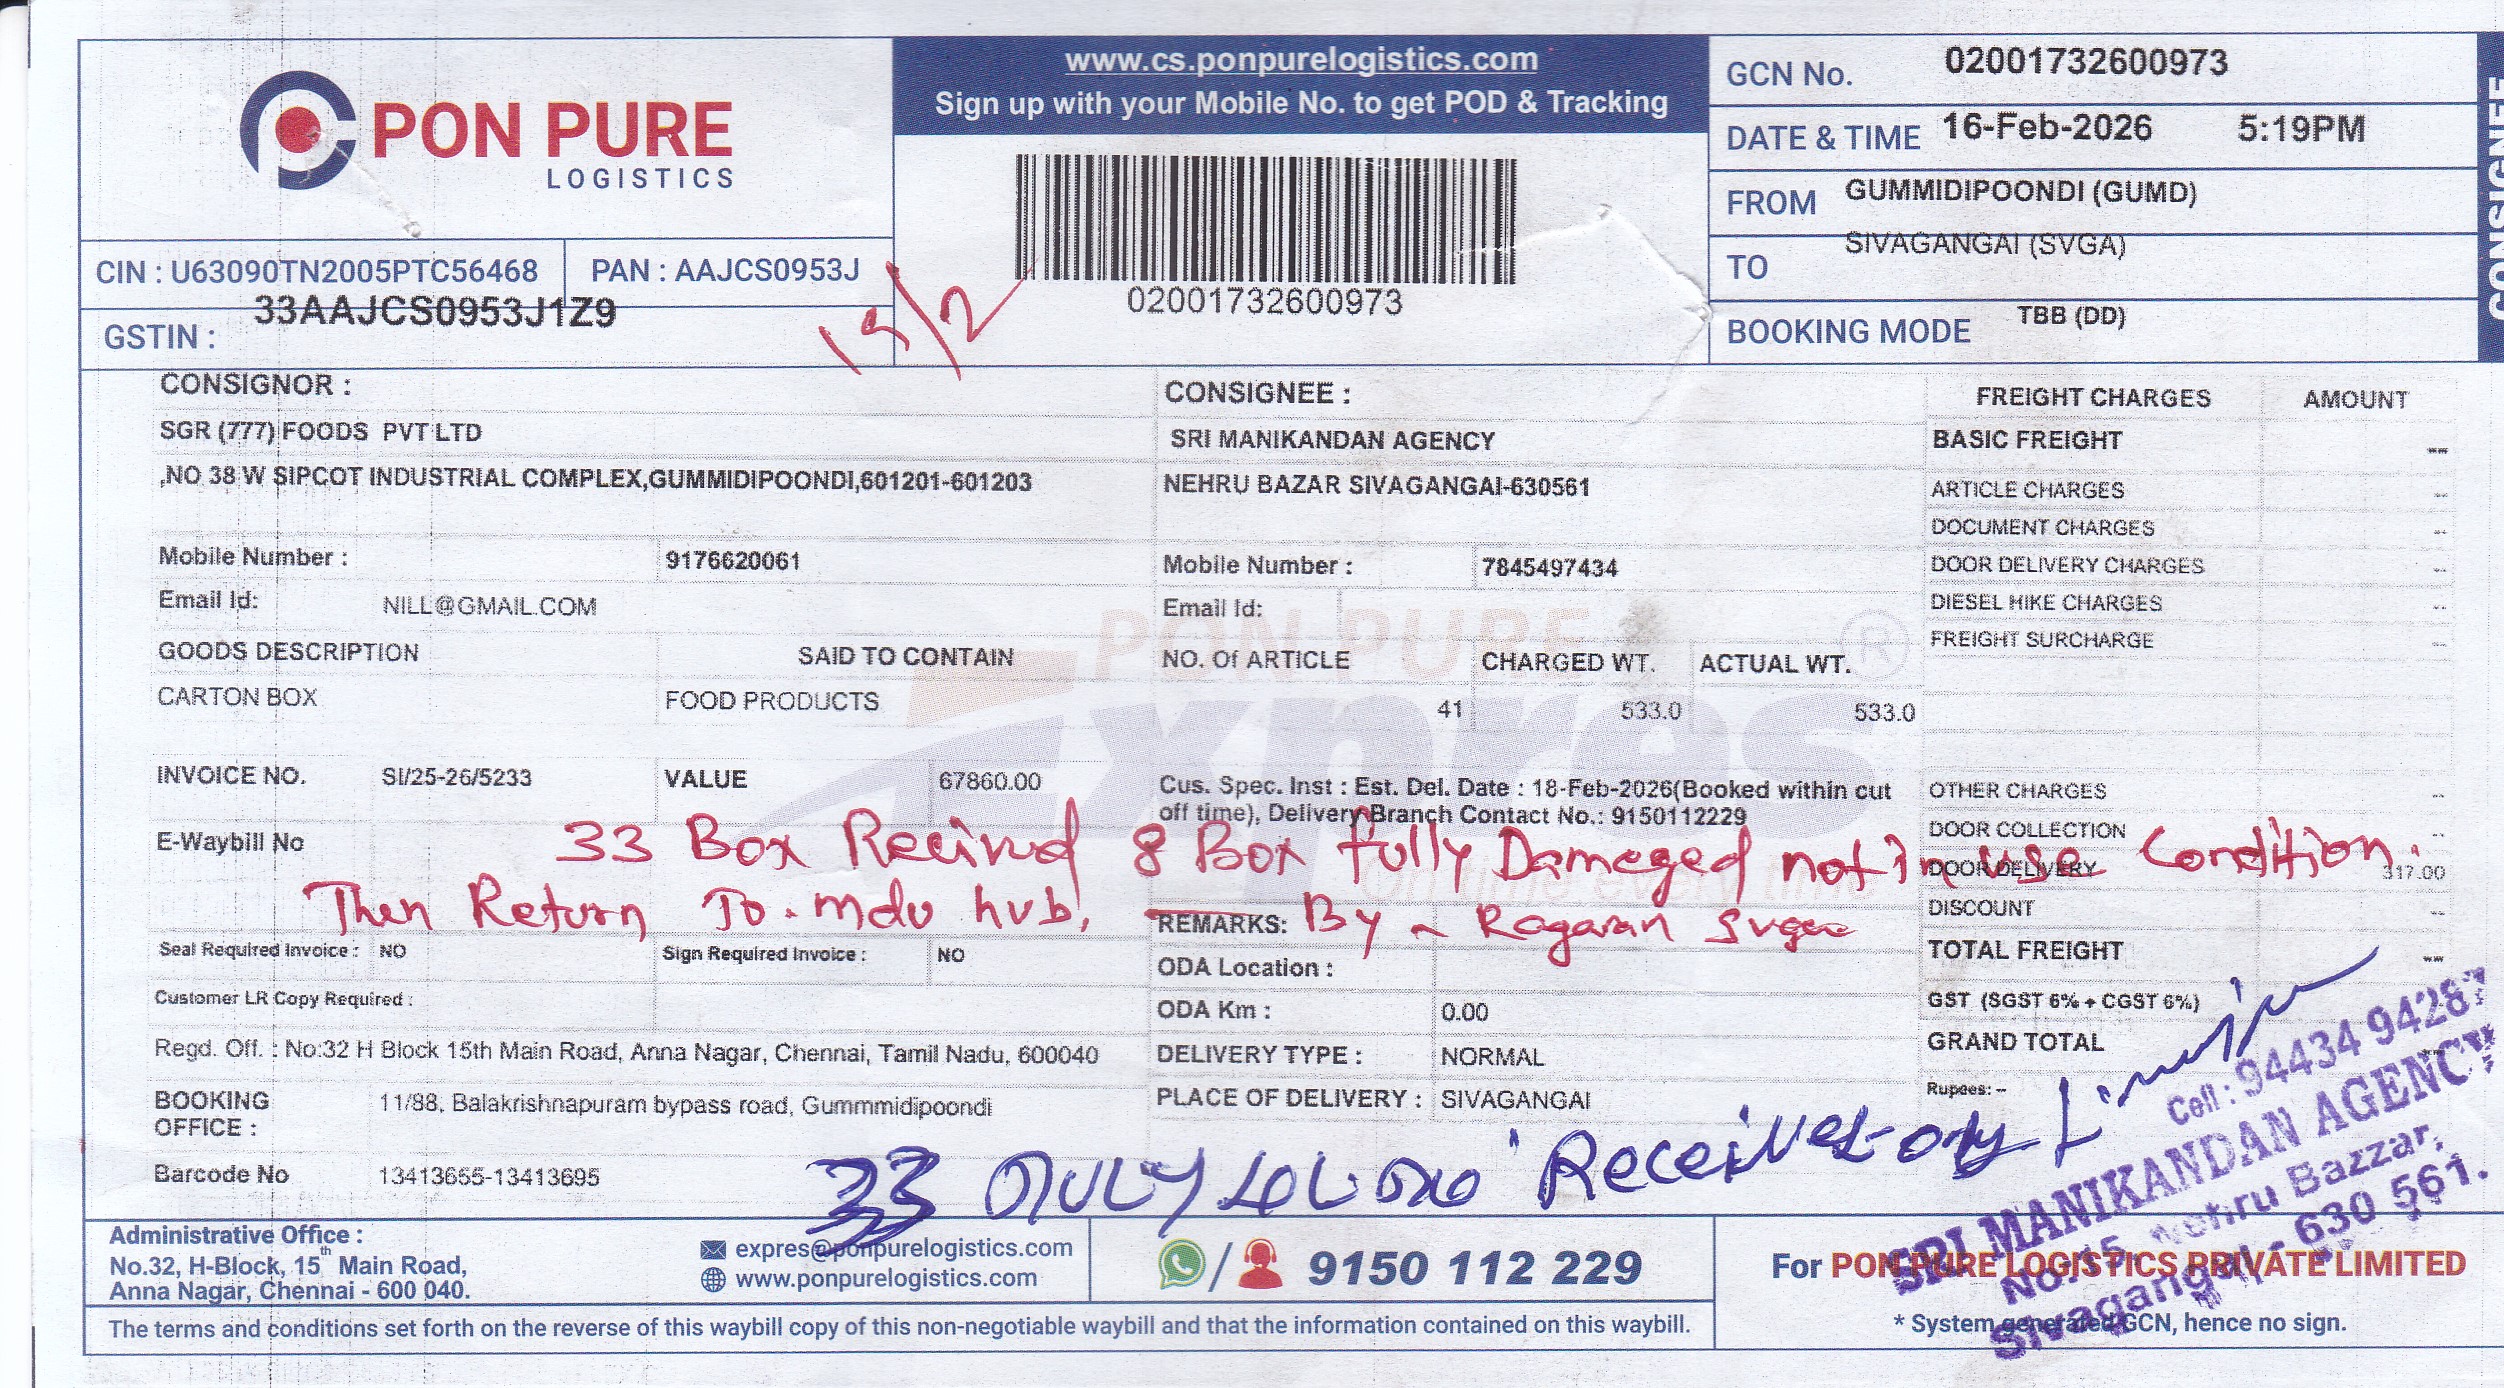 PON PURE
LOGISTICS
www.cs.ponpurelogistics.com
Sign up with your Mobile No. to get POD & Tracking
02001732600973
GCN No. 02001732600973
DATE & TIME 16-Feb-2026 5:19PM
FROM GUMMIDIPOONDI (GUMD)
TO SIVAGANGAI (SVGA)
BOOKING MODE TBB (DD)
CONSIGNEE
CIN : U63090TN2005PTC56468 PAN : AAJCS0953J
GSTIN : 33AAJCS0953J1Z9
19/2
CONSIGNOR :
SGR (777) FOODS PVT LTD
,NO 38 W SIPCOT INDUSTRIAL COMPLEX,GUMMIDIPOONDI,601201-601203
Mobile Number : 9176620061
Email Id: NILL@GMAIL.COM
CONSIGNEE :
SRI MANIKANDAN AGENCY
NEHRU BAZAR SIVAGANGAI-630561
Mobile Number : 7845497434
Email Id:
GOODS DESCRIPTION SAID TO CONTAIN NO. Of ARTICLE CHARGED WT. ACTUAL WT.
CARTON BOX FOOD PRODUCTS 41 533.0 533.0
PON PURE
Expres ®
INVOICE NO. SI/25-26/5233 VALUE 67860.00
Cus. Spec. Inst : Est. Del. Date : 18-Feb-2026(Booked within cut
off time), Delivery Branch Contact No.: 9150112229
E-Waybill No
33 Box Recived 8 Box fully Damaged not in use Condition.
Then Return To. mdu hub,
By ~ Ragavan svga
Seal Required Invoice : NO Sign Required Invoice : NO
Customer LR Copy Required :
REMARKS:
ODA Location :
ODA Km : 0.00
DELIVERY TYPE : NORMAL
PLACE OF DELIVERY : SIVAGANGAI
Regd. Off. : No:32 H Block 15th Main Road, Anna Nagar, Chennai, Tamil Nadu, 600040
BOOKING
OFFICE : 11/88, Balakrishnapuram bypass road, Gummmidipoondi
Barcode No 13413655-13413695
FREIGHT CHARGES AMOUNT
BASIC FREIGHT --
ARTICLE CHARGES --
DOCUMENT CHARGES --
DOOR DELIVERY CHARGES --
DIESEL HIKE CHARGES --
FREIGHT SURCHARGE --
OTHER CHARGES --
DOOR COLLECTION --
DOOR DELIVERY 317.00
DISCOUNT --
TOTAL FREIGHT --
GST (SGST 6% + CGST 6%)
GRAND TOTAL --
Rupees: --
33
Cell : 94434 94287
SRI MANIKANDAN AGENCY
No: 15, Nehru Bazzar,
Sivagangai - 630 561.
Administrative Office :
No.32, H-Block, 15th Main Road,
Anna Nagar, Chennai - 600 040.
expres@ponpurelogistics.com
www.ponpurelogistics.com
9150 112 229
For PON PURE LOGISTICS PRIVATE LIMITED
* System generated GCN, hence no sign.
The terms and conditions set forth on the reverse of this waybill copy of this non-negotiable waybill and that the information contained on this waybill.